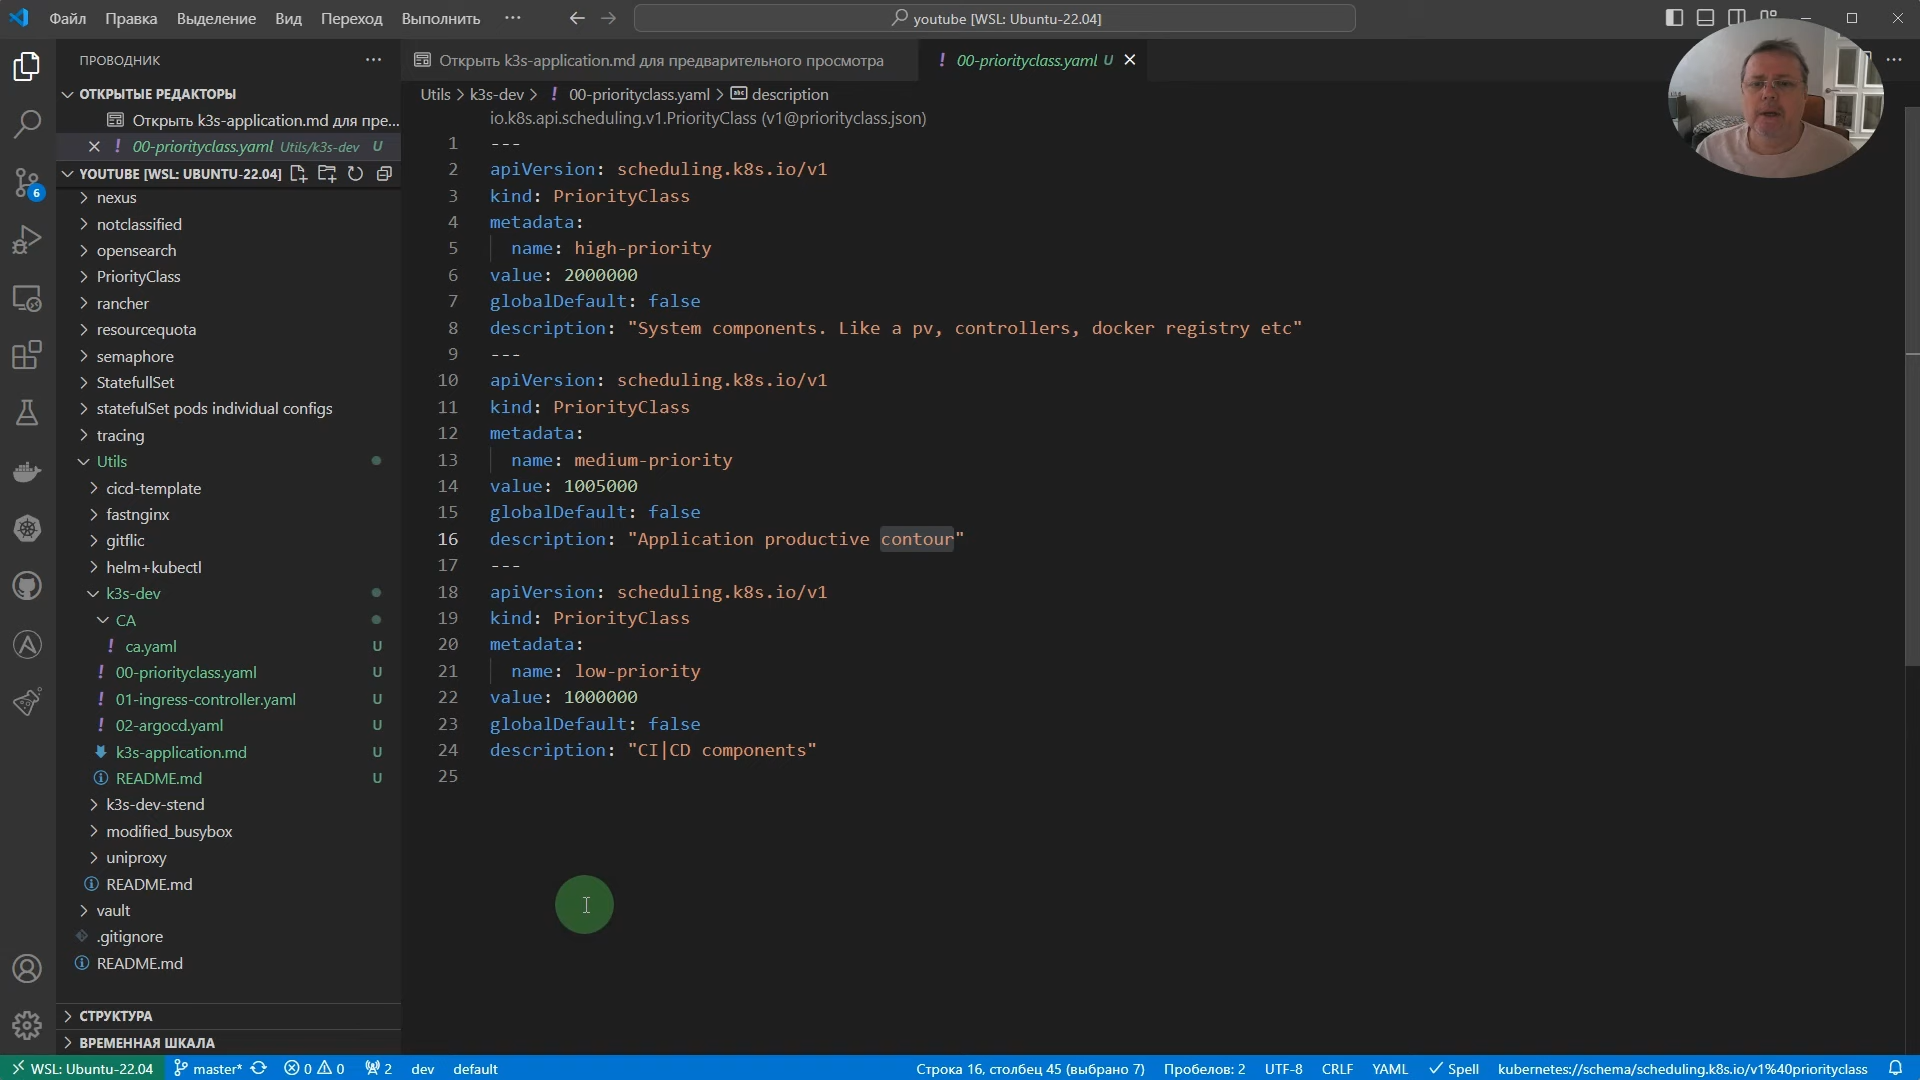 Файл Правка Выделение Вид Переход Выполнить ···
youtube [WSL: Ubuntu-22.04]
ПРОВОДНИК
ОТКРЫТЫЕ РЕДАКТОРЫ
Открыть k3s-application.md для пре...
00-priorityclass.yaml Utils/k3s-dev U
YOUTUBE [WSL: UBUNTU-22.04]
nexus
notclassified
opensearch
PriorityClass
rancher
resourcequota
semaphore
StatefullSet
statefulSet pods individual configs
tracing
Utils
cicd-template
fastnginx
gitflic
helm+kubectl
k3s-dev
CA
ca.yaml U
00-priorityclass.yaml U
01-ingress-controller.yaml U
02-argocd.yaml U
k3s-application.md U
README.md U
k3s-dev-stend
modified_busybox
uniproxy
README.md
vault
.gitignore
README.md
СТРУКТУРА
ВРЕМЕННАЯ ШКАЛА
Открыть k3s-application.md для предварительного просмотра
00-priorityclass.yaml U
Utils > k3s-dev > 00-priorityclass.yaml > description
io.k8s.api.scheduling.v1.PriorityClass (v1@priorityclass.json)
1 ---
2 apiVersion: scheduling.k8s.io/v1
3 kind: PriorityClass
4 metadata:
5 name: high-priority
6 value: 2000000
7 globalDefault: false
8 description: "System components. Like a pv, controllers, docker registry etc"
9 ---
10 apiVersion: scheduling.k8s.io/v1
11 kind: PriorityClass
12 metadata:
13 name: medium-priority
14 value: 1005000
15 globalDefault: false
16 description: "Application productive contour"
17 ---
18 apiVersion: scheduling.k8s.io/v1
19 kind: PriorityClass
20 metadata:
21 name: low-priority
22 value: 1000000
23 globalDefault: false
24 description: "CI|CD components"
25
6
WSL: Ubuntu-22.04 master* 0 0 2 dev default
Строка 16, столбец 45 (выбрано 7) Пробелов: 2 UTF-8 CRLF YAML Spell kubernetes://schema/scheduling.k8s.io/v1%40priorityclass